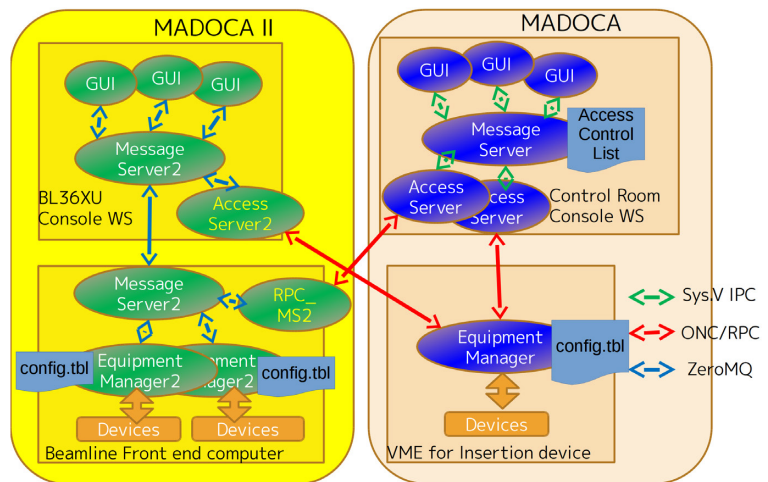 MADOCA II
GUI
GUI
GUI
Message
Server2
BL36XU
Console WS
Access
Server2
Message
Server2
RPC_
MS2
config.tbl
Equipment
Manager2
ment
Manager2
config.tbl
Devices
Devices
Beamline Front end computer
MADOCA
GUI
GUI
GUI
Message
Server
Access
Control
List
Access
Server
cess
Server
Control Room
Console WS
Equipment
Manager
config.tbl
Devices
VME for Insertion device
Sys.V IPC
ONC/RPC
ZeroMQ